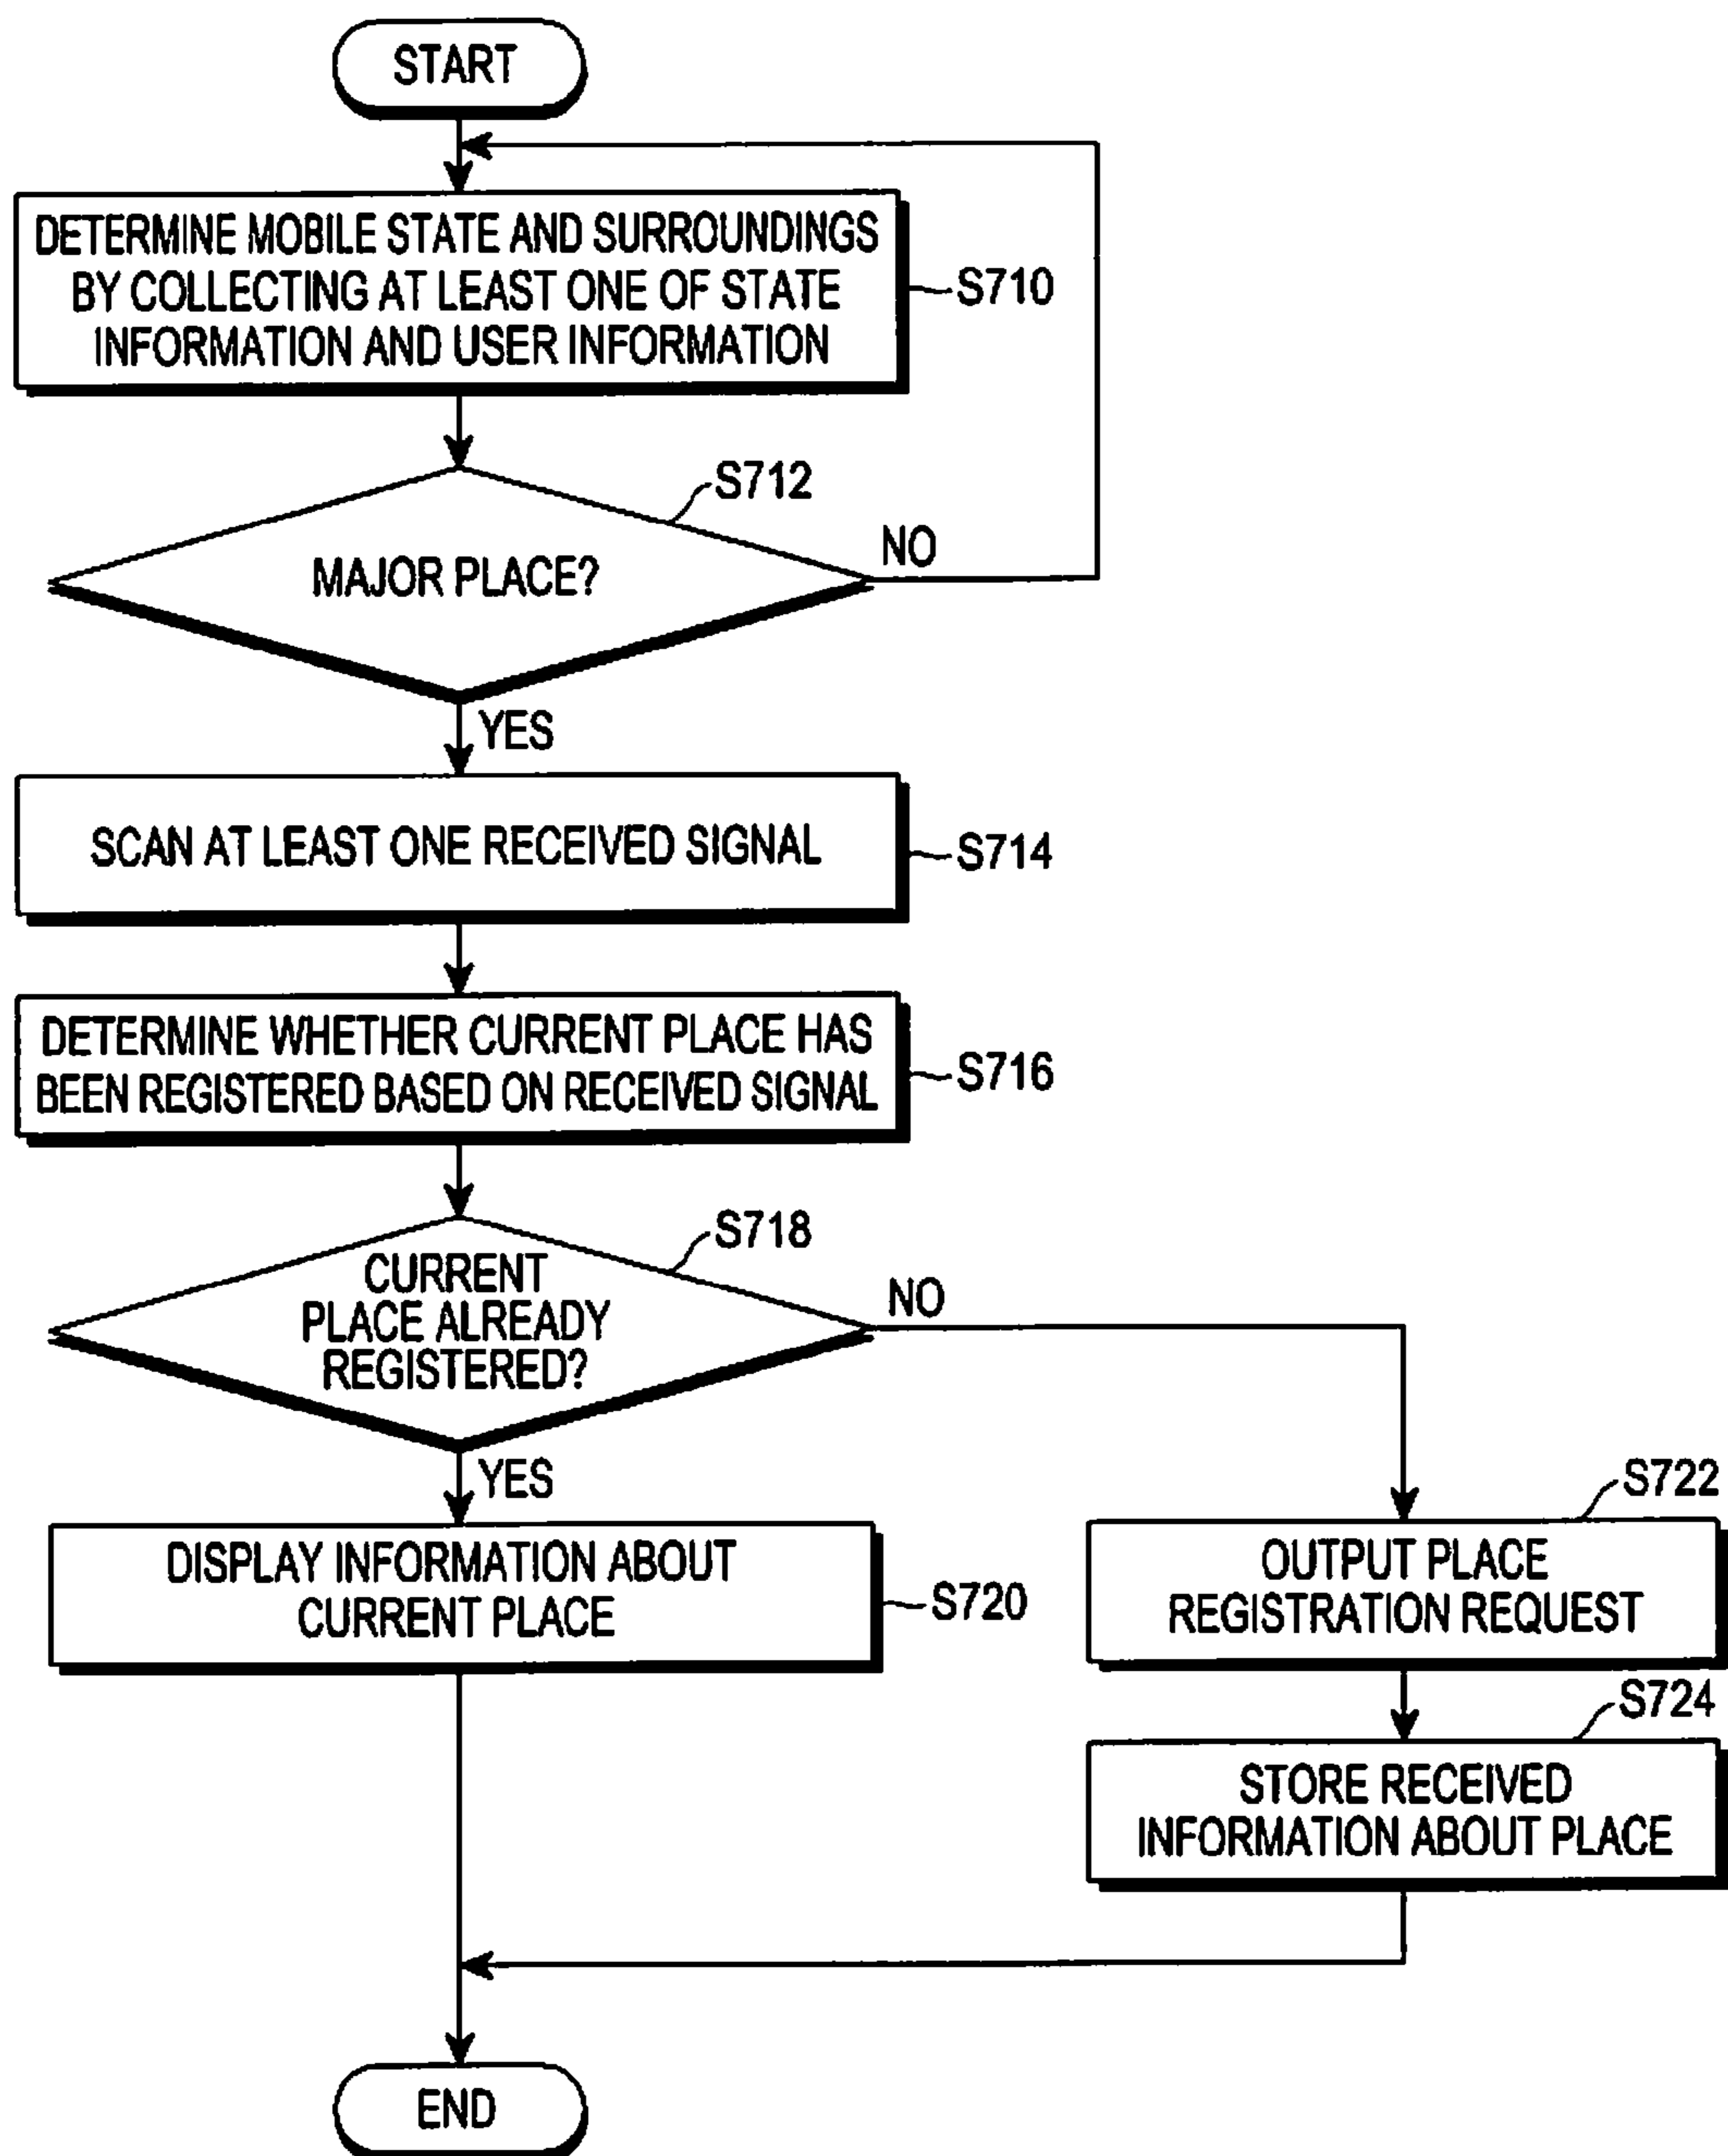 START
DETERMINE MOBILE STATE AND SURROUNDINGS
BY COLLECTING AT LEAST ONE OF STATE
INFORMATION AND USER INFORMATION
S710
S712
MAJOR PLACE?
NO
YES
SCAN AT LEAST ONE RECEIVED SIGNAL
S714
DETERMINE WHETHER CURRENT PLACE HAS
BEEN REGISTERED BASED ON RECEIVED SIGNAL
S716
S718
CURRENT
PLACE ALREADY
REGISTERED?
NO
YES
DISPLAY INFORMATION ABOUT
CURRENT PLACE
S720
S722
OUTPUT PLACE
REGISTRATION REQUEST
S724
STORE RECEIVED
INFORMATION ABOUT PLACE
END